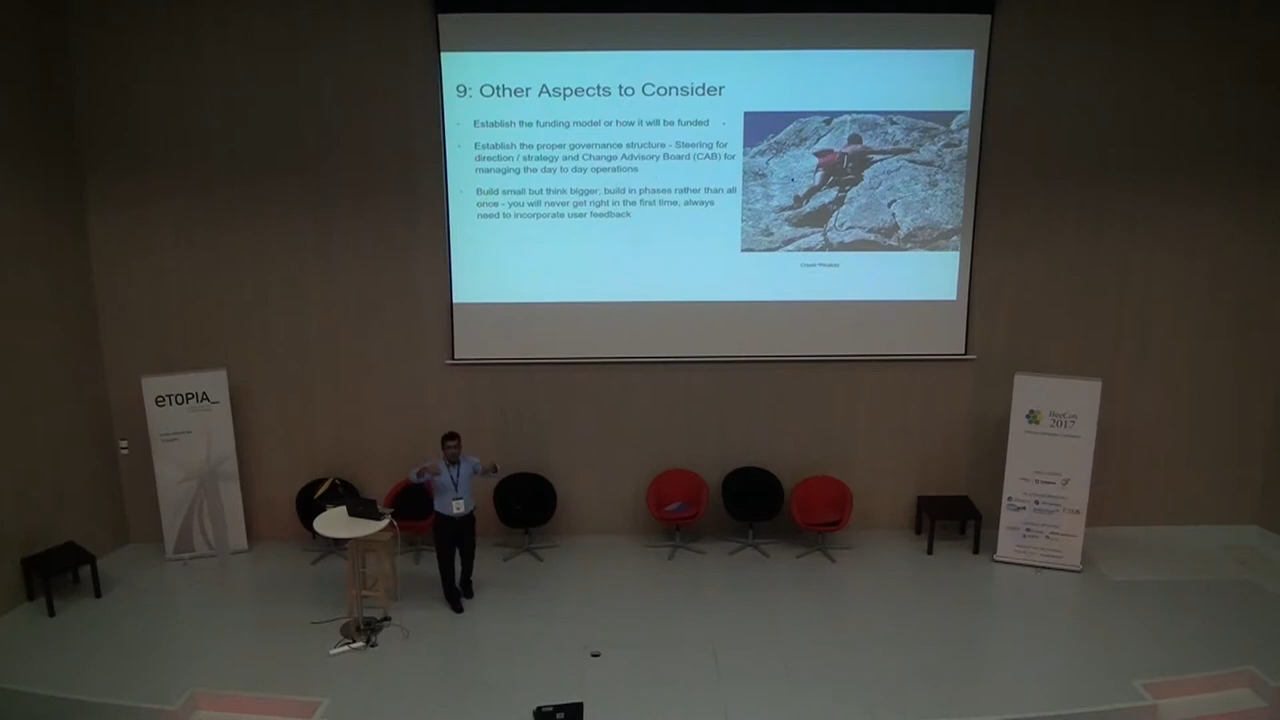 9: Other Aspects to Consider
Establish the funding model or how it will be funded
Establish the proper governance structure - Steering for
direction / strategy and Change Advisory Board (CAB) for
managing the day to day operations
Build small but think bigger; build in phases rather than all
once - you will never get right in the first time, always
need to incorporate user feedback
eTOPIA_
BeeCon
2017